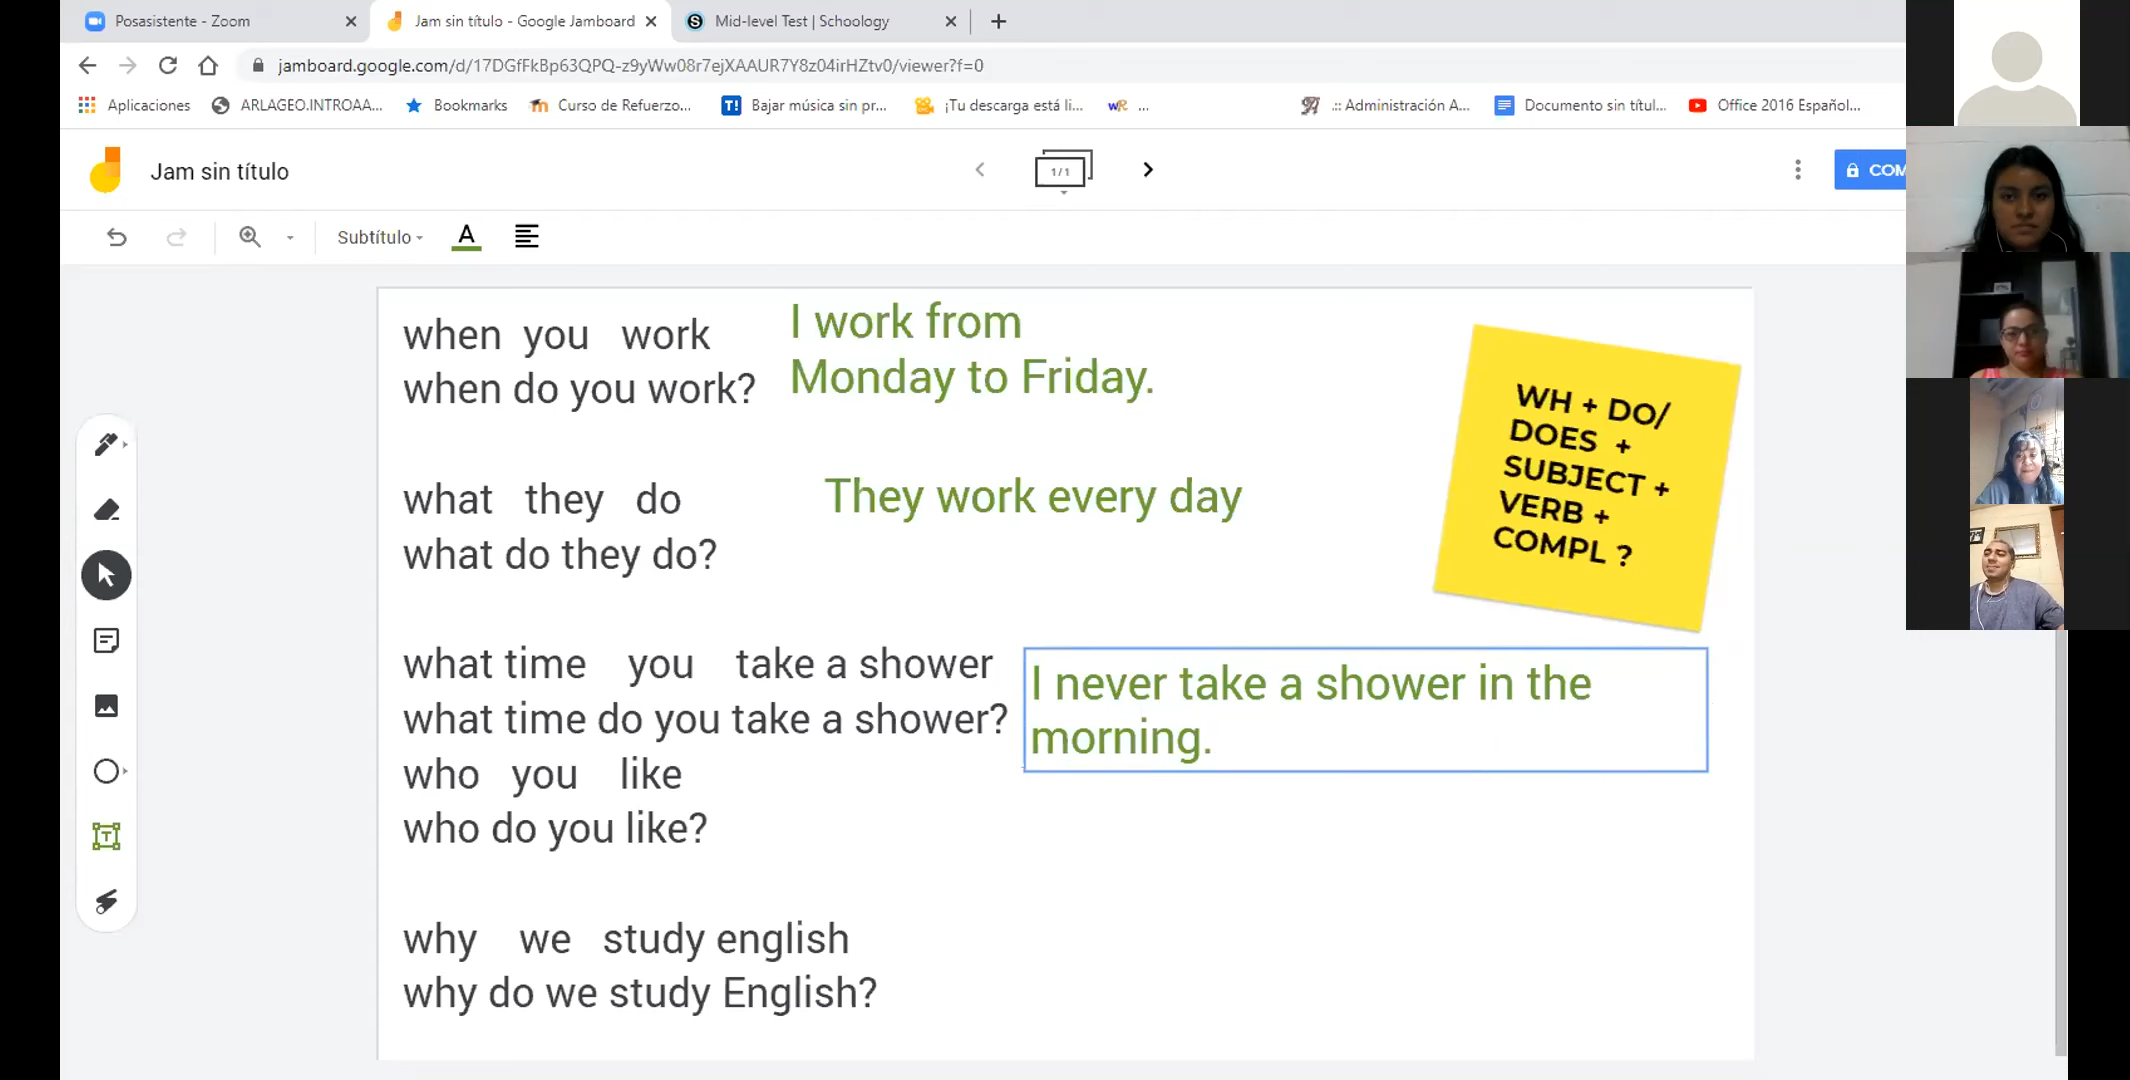 Posasistente - Zoom
Jam sin título - Google Jamboard
Mid-level Test | Schoology
jamboard.google.com/d/17DGfFkBp63QPQ-z9yWw08r7ejXAAUR7Y8z04irHZtv0/viewer?f=0
Aplicaciones
ARLAGEO.INTROAA...
Bookmarks
Curso de Refuerzo...
Bajar música sin pr...
¡Tu descarga está li...
...
.:: Administración A...
Documento sin títul...
Office 2016 Español...
Jam sin título
1/1
COM
Subtítulo
when you work
when do you work?
I work from
Monday to Friday.
what they do
what do they do?
They work every day
WH + DO/
DOES +
SUBJECT +
VERB +
COMPL ?
what time you take a shower
what time do you take a shower?
I never take a shower in the
morning.
who you like
who do you like?
why we study english
why do we study English?